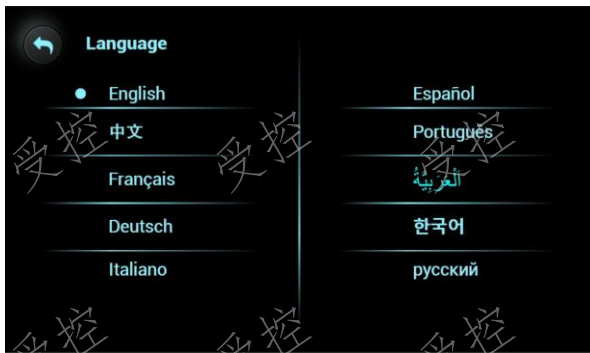 Language
English
中文
Français
Deutsch
Italiano
Español
Português
اَلْعَرَبِيَّةُ
한국어
русский
受控
受控
受控
受控
受控
受控